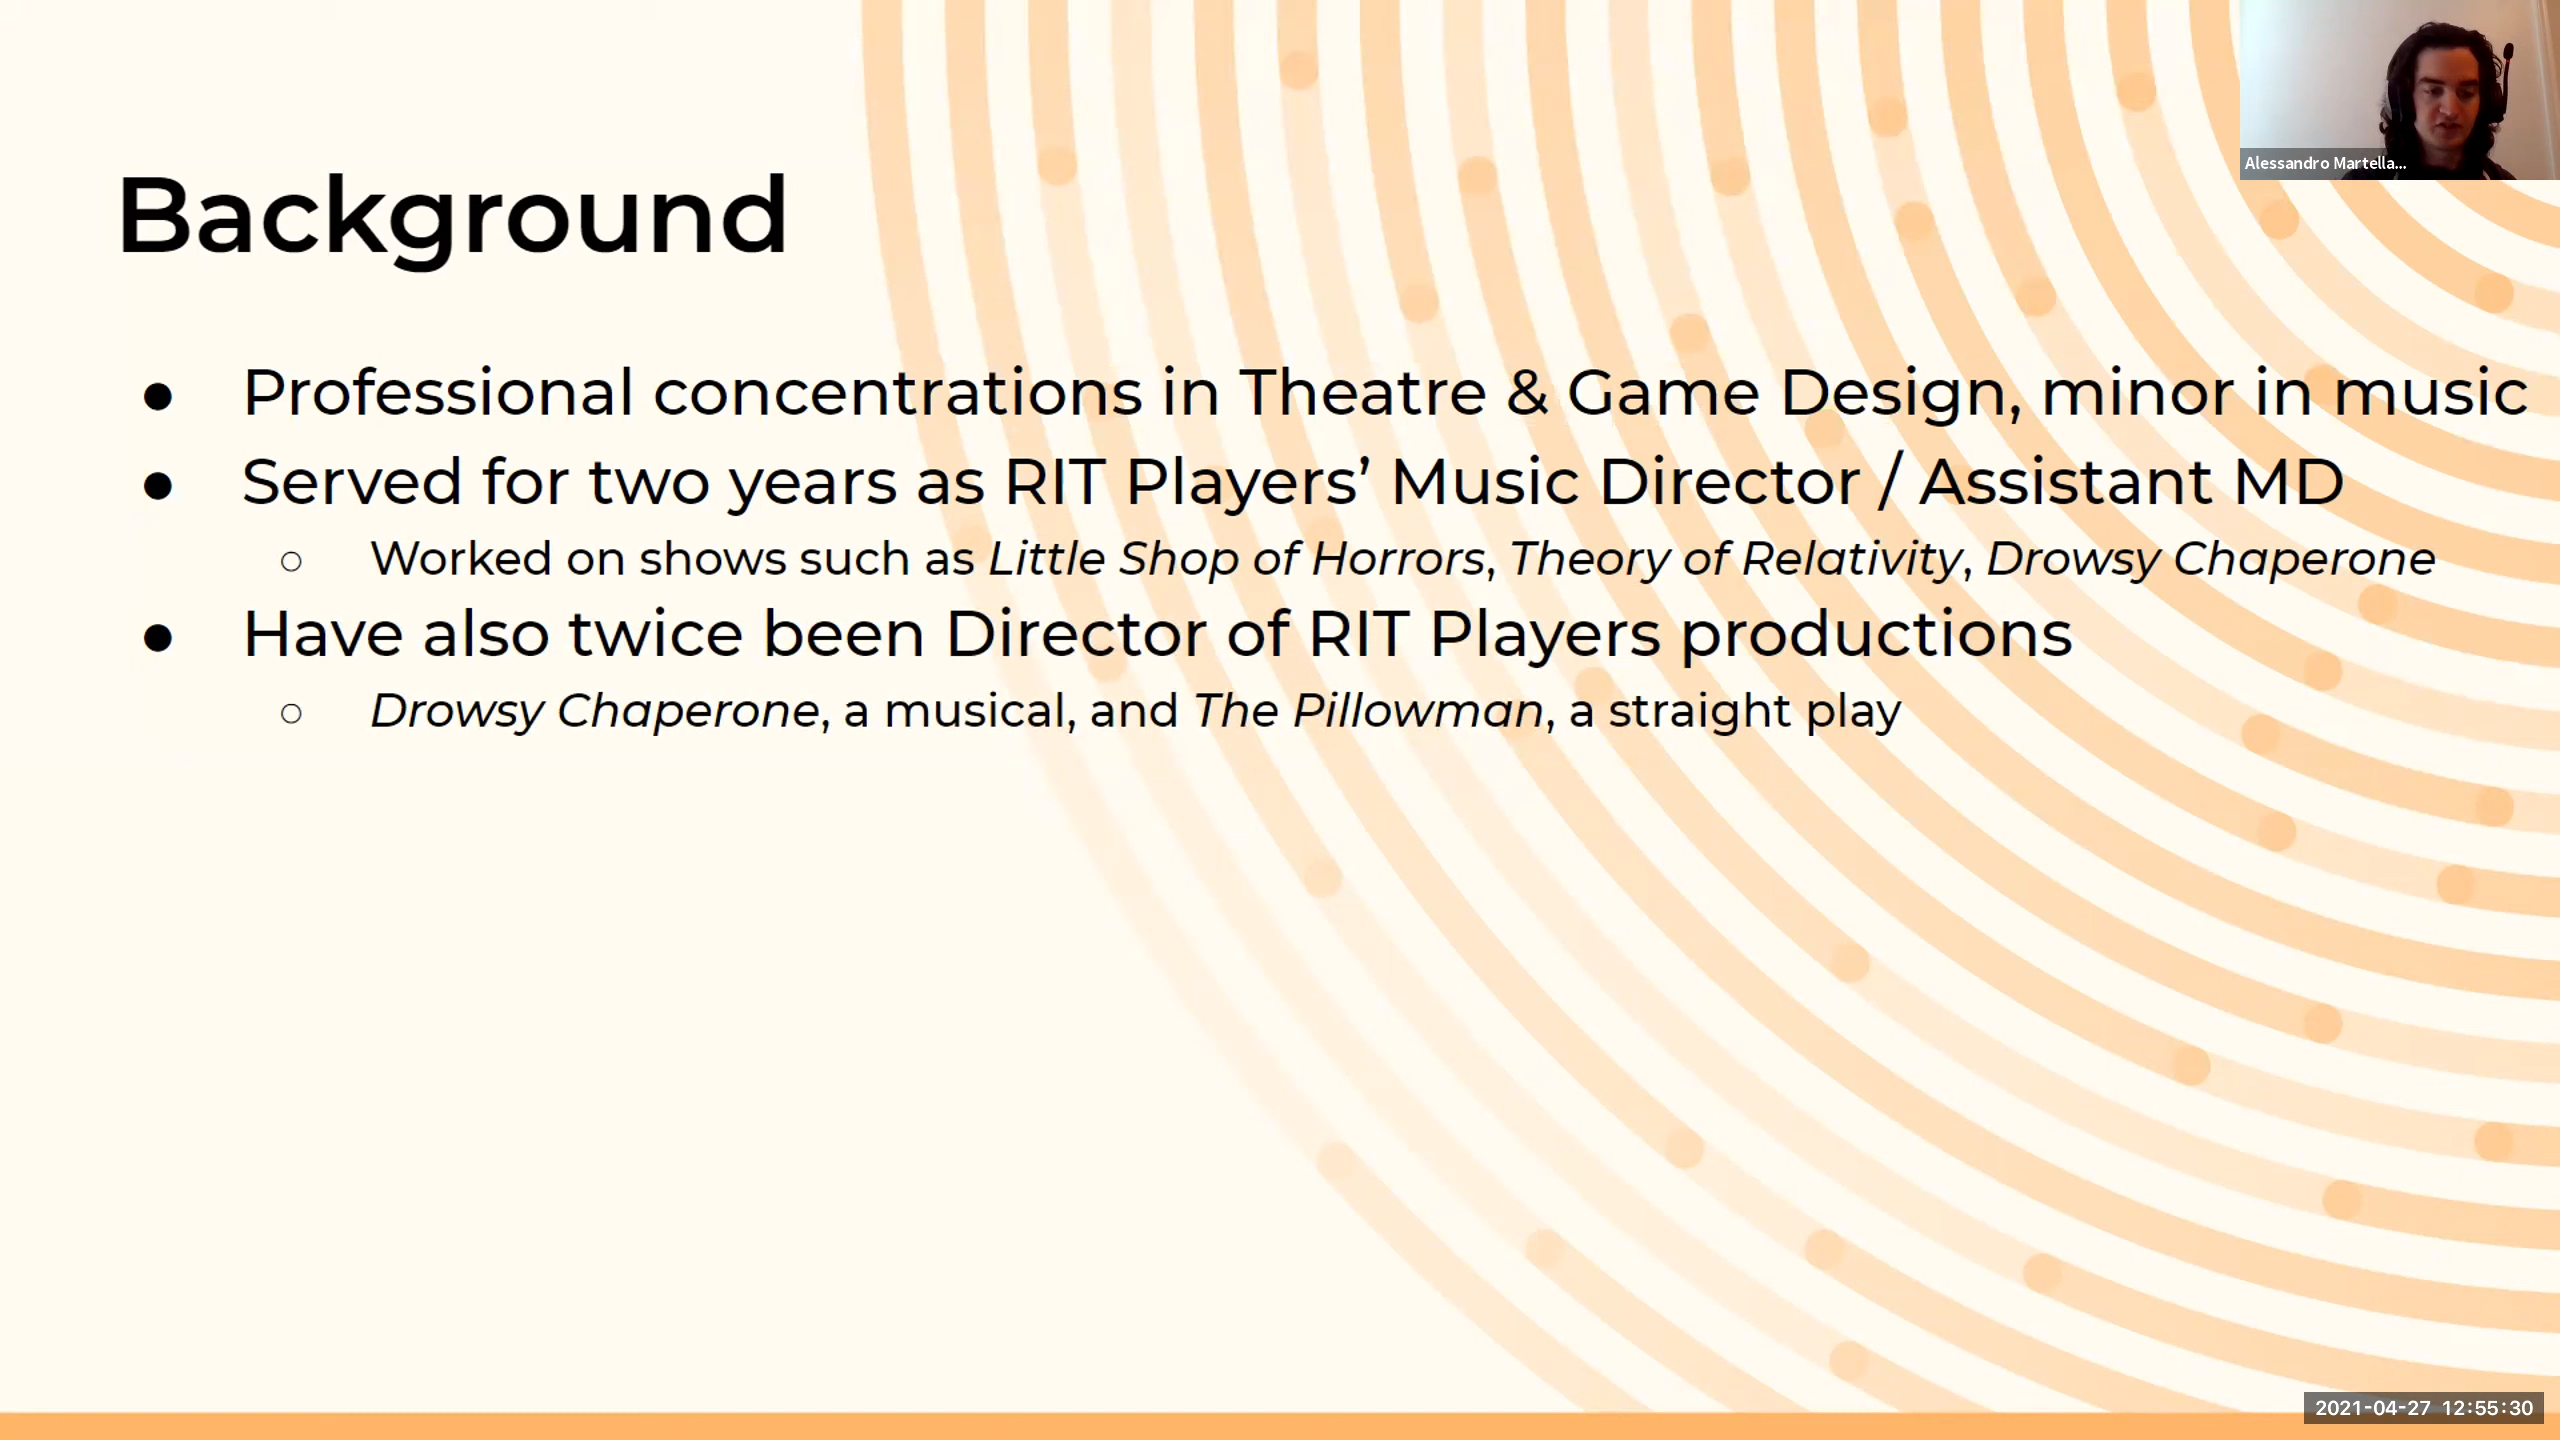 Alessandro Martella...
Background
● Professional concentrations in Theatre & Game Design, minor in music
● Served for two years as RIT Players’ Music Director / Assistant MD
○ Worked on shows such as Little Shop of Horrors, Theory of Relativity, Drowsy Chaperone
● Have also twice been Director of RIT Players productions
○ Drowsy Chaperone, a musical, and The Pillowman, a straight play
2021-04-27 12:55:30